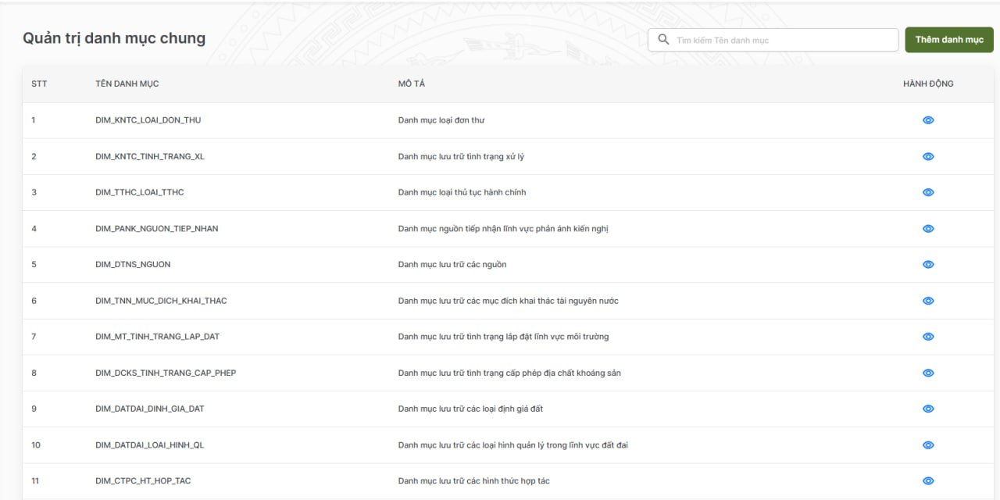 Quản trị danh mục chung
Tìm kiếm Tên danh mục
Thêm danh mục
STT TÊN DANH MỤC MÔ TẢ HÀNH ĐỘNG
1 DIM_KNTC_LOAI_DON_THU Danh mục loại đơn thư
2 DIM_KNTC_TINH_TRANG_XL Danh mục lưu trữ tình trạng xử lý
3 DIM_TTHC_LOAI_TTHC Danh mục loại thủ tục hành chính
4 DIM_PANK_NGUON_TIEP_NHAN Danh mục nguồn tiếp nhận lĩnh vực phản ánh kiến nghị
5 DIM_DTNS_NGUON Danh mục lưu trữ các nguồn
6 DIM_TNN_MUC_DICH_KHAI_THAC Danh mục lưu trữ các mục đích khai thác tài nguyên nước
7 DIM_MT_TINH_TRANG_LAP_DAT Danh mục lưu trữ tình trạng lắp đặt lĩnh vực môi trường
8 DIM_DCKS_TINH_TRANG_CAP_PHEP Danh mục lưu trữ tình trạng cấp phép địa chất khoáng sản
9 DIM_DATDAI_DINH_GIA_DAT Danh mục lưu trữ các loại định giá đất
10 DIM_DATDAI_LOAI_HINH_QL Danh mục lưu trữ các loại hình quản lý trong lĩnh vực đất đai
11 DIM_CTPC_HT_HOP_TAC Danh mục lưu trữ các hình thức hợp tác